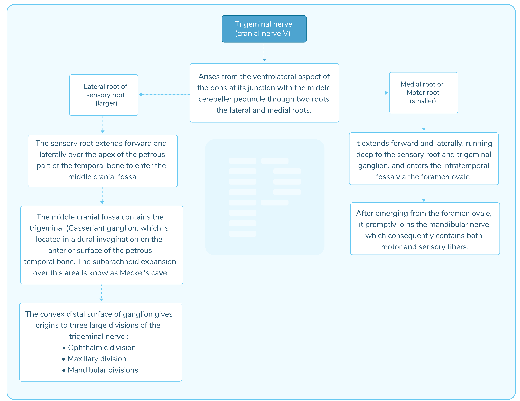 Trigeminal nerve
(cranial nerve V)
Arises from the ventrolateral aspect of
the pons at its junction with the middle
cerebellar peduncle through two roots
the lateral and medial roots.
Lateral root of
sensory root
(larger)
Medial root or
Motor root
(smaller)
The sensory root extends forward and
laterally over the apex of the petrous
part of the temporal bone to enter the
middle cranial fossa
It extends forward and laterally, running
deep to the sensory root and trigeminal
ganglion, and enters the infratemporal
fossa via the foramen ovale.
The middle cranial fossa contains the
trigeminal (Gasserian) ganglion, which is
located in a dural invagination on the
anterior surface of the petrous
temporal bone. The subarachnoid expansion
over this area is know as Meckel's cave.
After emerging from the foramen ovale,
it promptly joins the mandibular nerve,
which consequently contains both
motor and sensory fibers.
The convex distal surface of ganglion gives
origins to three large divisions of the
trigeminal nerve:
• Ophthalmic division
• Maxillary division
• Mandibular divisions